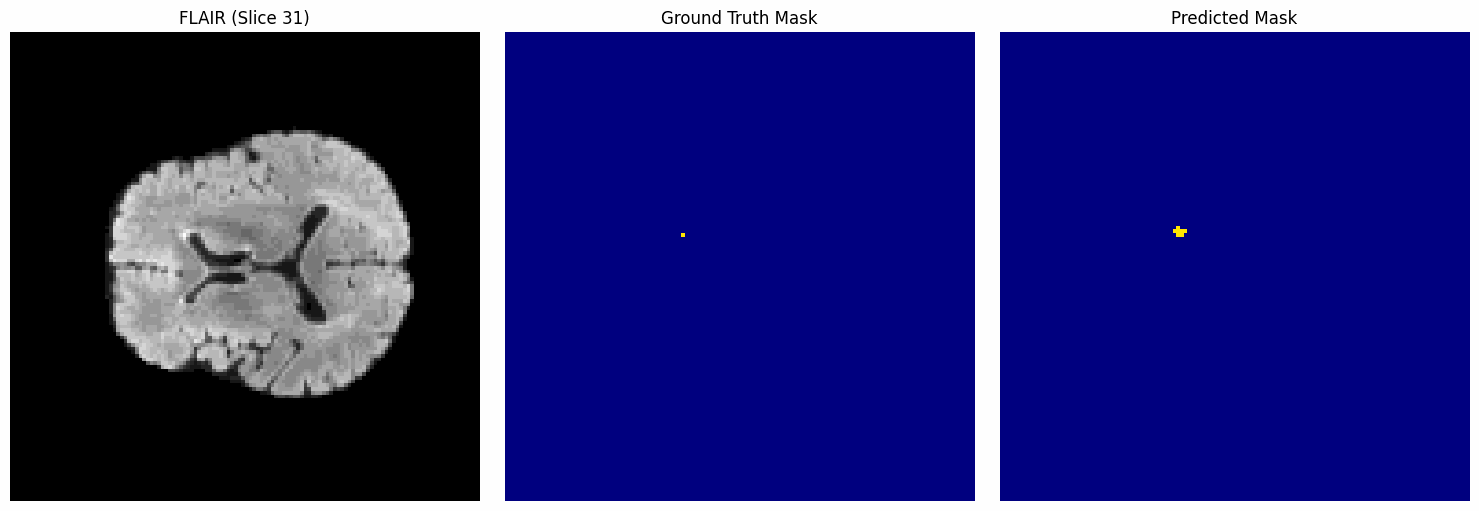 FLAIR (Slice 31)
Ground Truth Mask
Predicted Mask